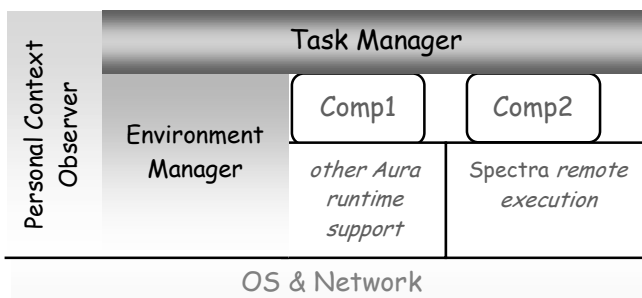 Personal Context
Observer
Task Manager
Environment
Manager
Comp1
Comp2
other Aura
runtime
support
Spectra remote
execution
OS & Network